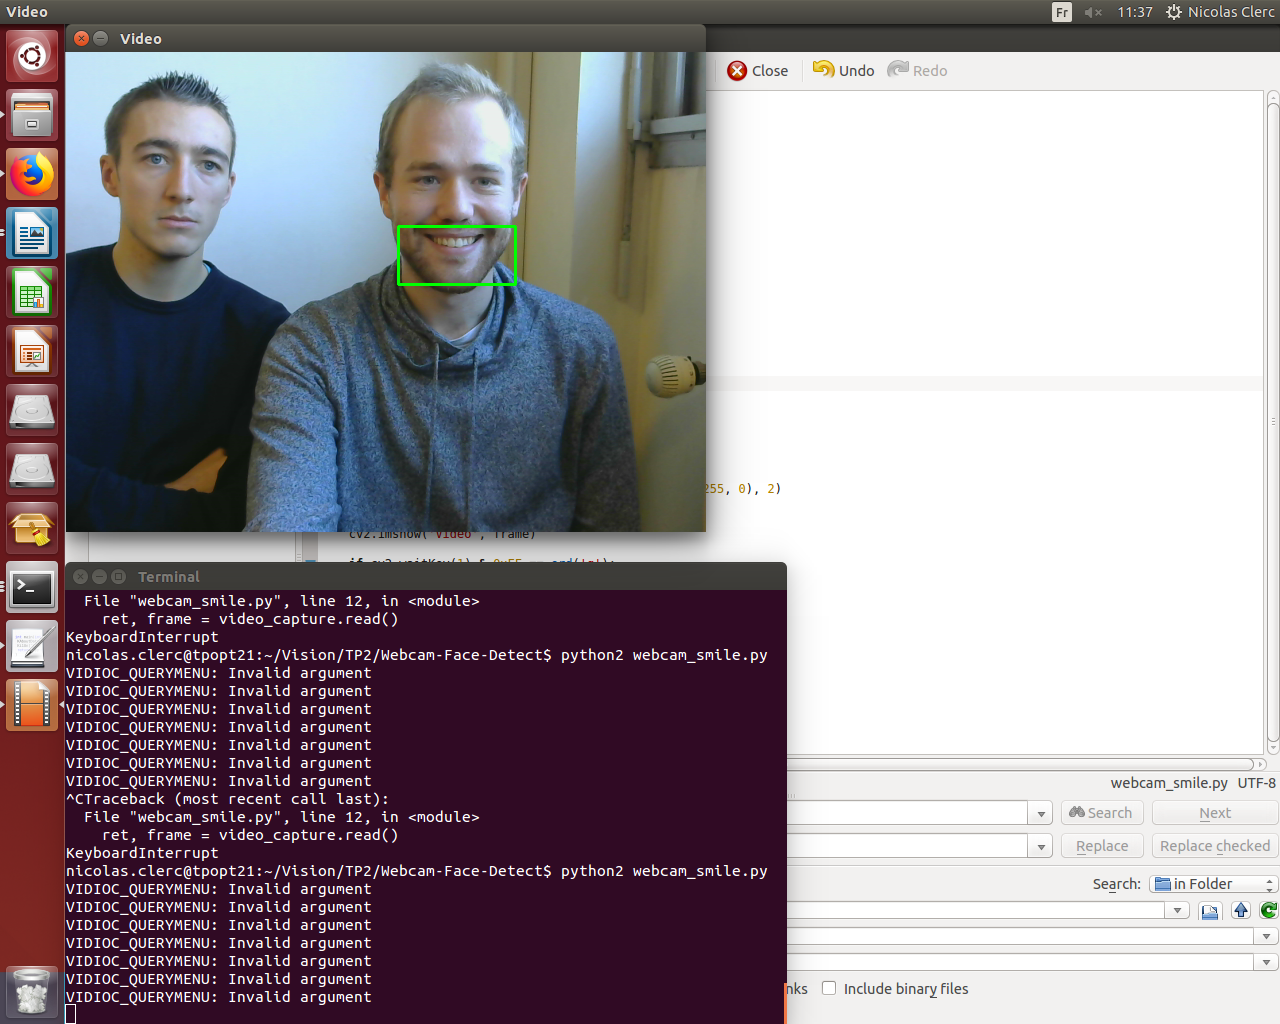 Video
Fr
11:37
Nicolas Clerc
Video
Close
Undo
Redo
255, 0), 2)
cv2.imshow('Video', frame)
Terminal
File "webcam_smile.py", line 12, in <module>
ret, frame = video_capture.read()
KeyboardInterrupt
nicolas.clerc@tpopt21:~/Vision/TP2/Webcam-Face-Detect$ python2 webcam_smile.py
VIDIOC_QUERYMENU: Invalid argument
VIDIOC_QUERYMENU: Invalid argument
VIDIOC_QUERYMENU: Invalid argument
VIDIOC_QUERYMENU: Invalid argument
VIDIOC_QUERYMENU: Invalid argument
VIDIOC_QUERYMENU: Invalid argument
VIDIOC_QUERYMENU: Invalid argument
^CTraceback (most recent call last):
File "webcam_smile.py", line 12, in <module>
ret, frame = video_capture.read()
KeyboardInterrupt
nicolas.clerc@tpopt21:~/Vision/TP2/Webcam-Face-Detect$ python2 webcam_smile.py
VIDIOC_QUERYMENU: Invalid argument
VIDIOC_QUERYMENU: Invalid argument
VIDIOC_QUERYMENU: Invalid argument
VIDIOC_QUERYMENU: Invalid argument
VIDIOC_QUERYMENU: Invalid argument
VIDIOC_QUERYMENU: Invalid argument
VIDIOC_QUERYMENU: Invalid argument
webcam_smile.py UTF-8
Search Next
Replace Replace checked
Search: in Folder
nks
Include binary files